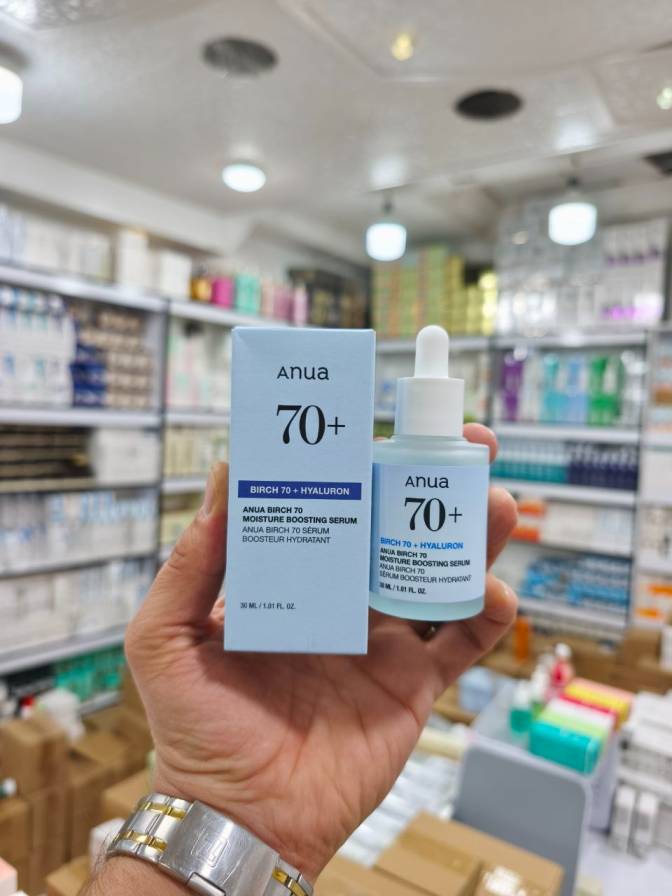 Anua
70+
BIRCH 70 + HYALURON
ANUA BIRCH 70
MOISTURE BOOSTING SERUM
ANUA BIRCH 70 SÉRUM
BOOSTEUR HYDRATANT
30 ML / 1.01 FL. OZ.
Anua
70+
BIRCH 70 + HYALURON
ANUA BIRCH 70
MOISTURE BOOSTING SERUM
ANUA BIRCH 70
SÉRUM BOOSTEUR HYDRATANT
30 ML / 1.01 FL. OZ.